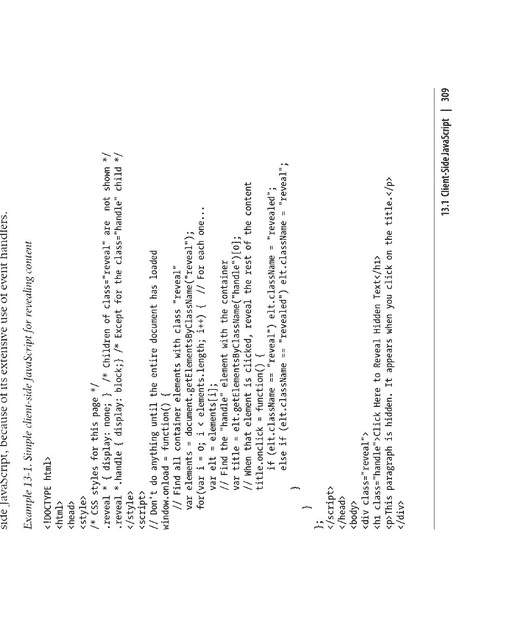 side JavaScript, because of its extensive use of event handlers.
Example 13-1. Simple client-side JavaScript for revealing content
<!DOCTYPE html>
<html>
<head>
<style>
/* CSS styles for this page */
.reveal * { display: none; }  /* Children of class="reveal" are  not shown */
.reveal *.handle { display: block;} /* Except for the class="handle" child */
</style>
<script>
// Don't do anything until the entire document has loaded
window.onload = function() {
    // Find all container elements with class "reveal"
    var elements = document.getElementsByClassName("reveal");
    for(var i = 0; i < elements.length; i++) {  // For each one...
        var elt = elements[i];
        // Find the "handle" element with the container
        var title = elt.getElementsByClassName("handle")[0];
        // When that element is clicked, reveal the rest of the content
        title.onclick = function() {
            if (elt.className == "reveal") elt.className = "revealed";
            else if (elt.className == "revealed") elt.className = "reveal";
        }
    }
};
</script>
</head>
<body>
<div class="reveal">
<h1 class="handle">Click Here to Reveal Hidden Text</h1>
<p>This paragraph is hidden. It appears when you click on the title.</p>
</div>
13.1 Client-Side JavaScript | 309